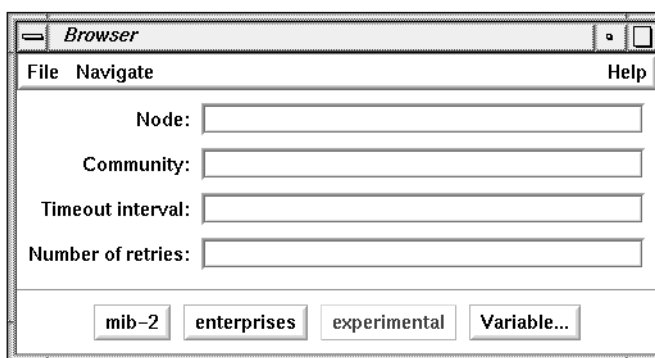 Browser
File Navigate Help
Node:
Community:
Timeout interval:
Number of retries:
mib-2 enterprises experimental Variable...